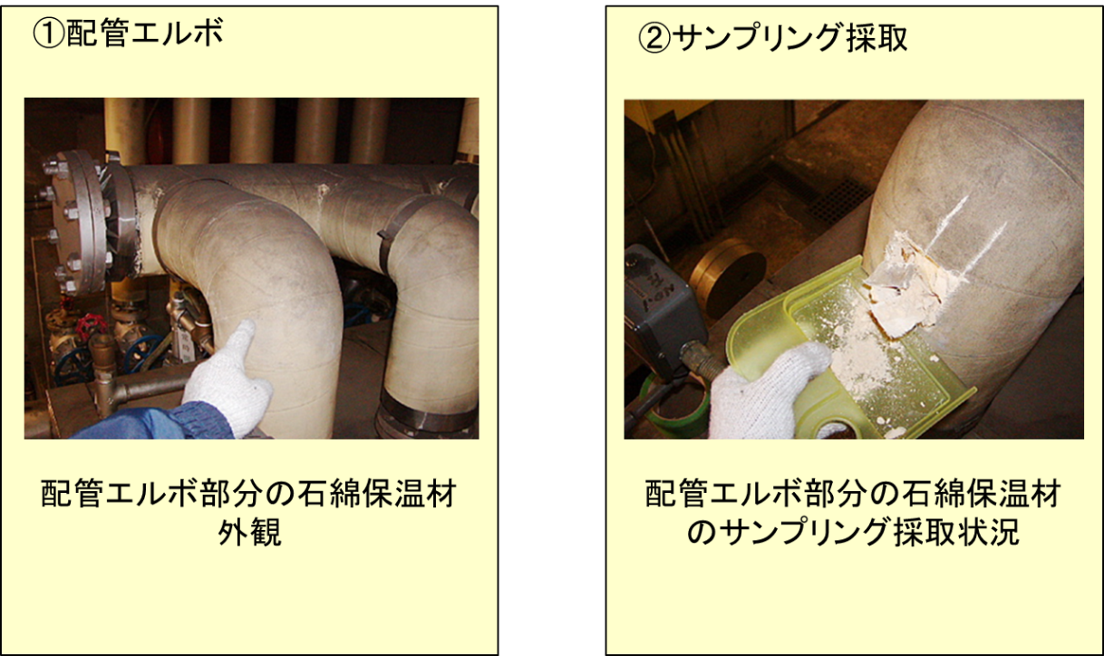 ①配管エルボ
配管エルボ部分の石綿保温材
外観
②サンプリング採取
配管エルボ部分の石綿保温材
のサンプリング採取状況